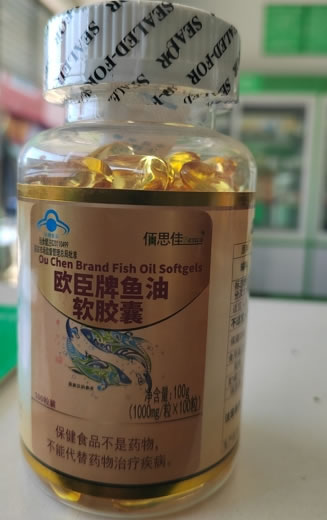 SEALED-FOR
SEALED-FOR
佰思佳
Ou Chen Brand Fish Oil Softgels
欧臣牌鱼油
软胶囊
净含量:100g
(1000mg/粒×100粒)
保健食品不是药物,
不能代替药物治疗疾病。